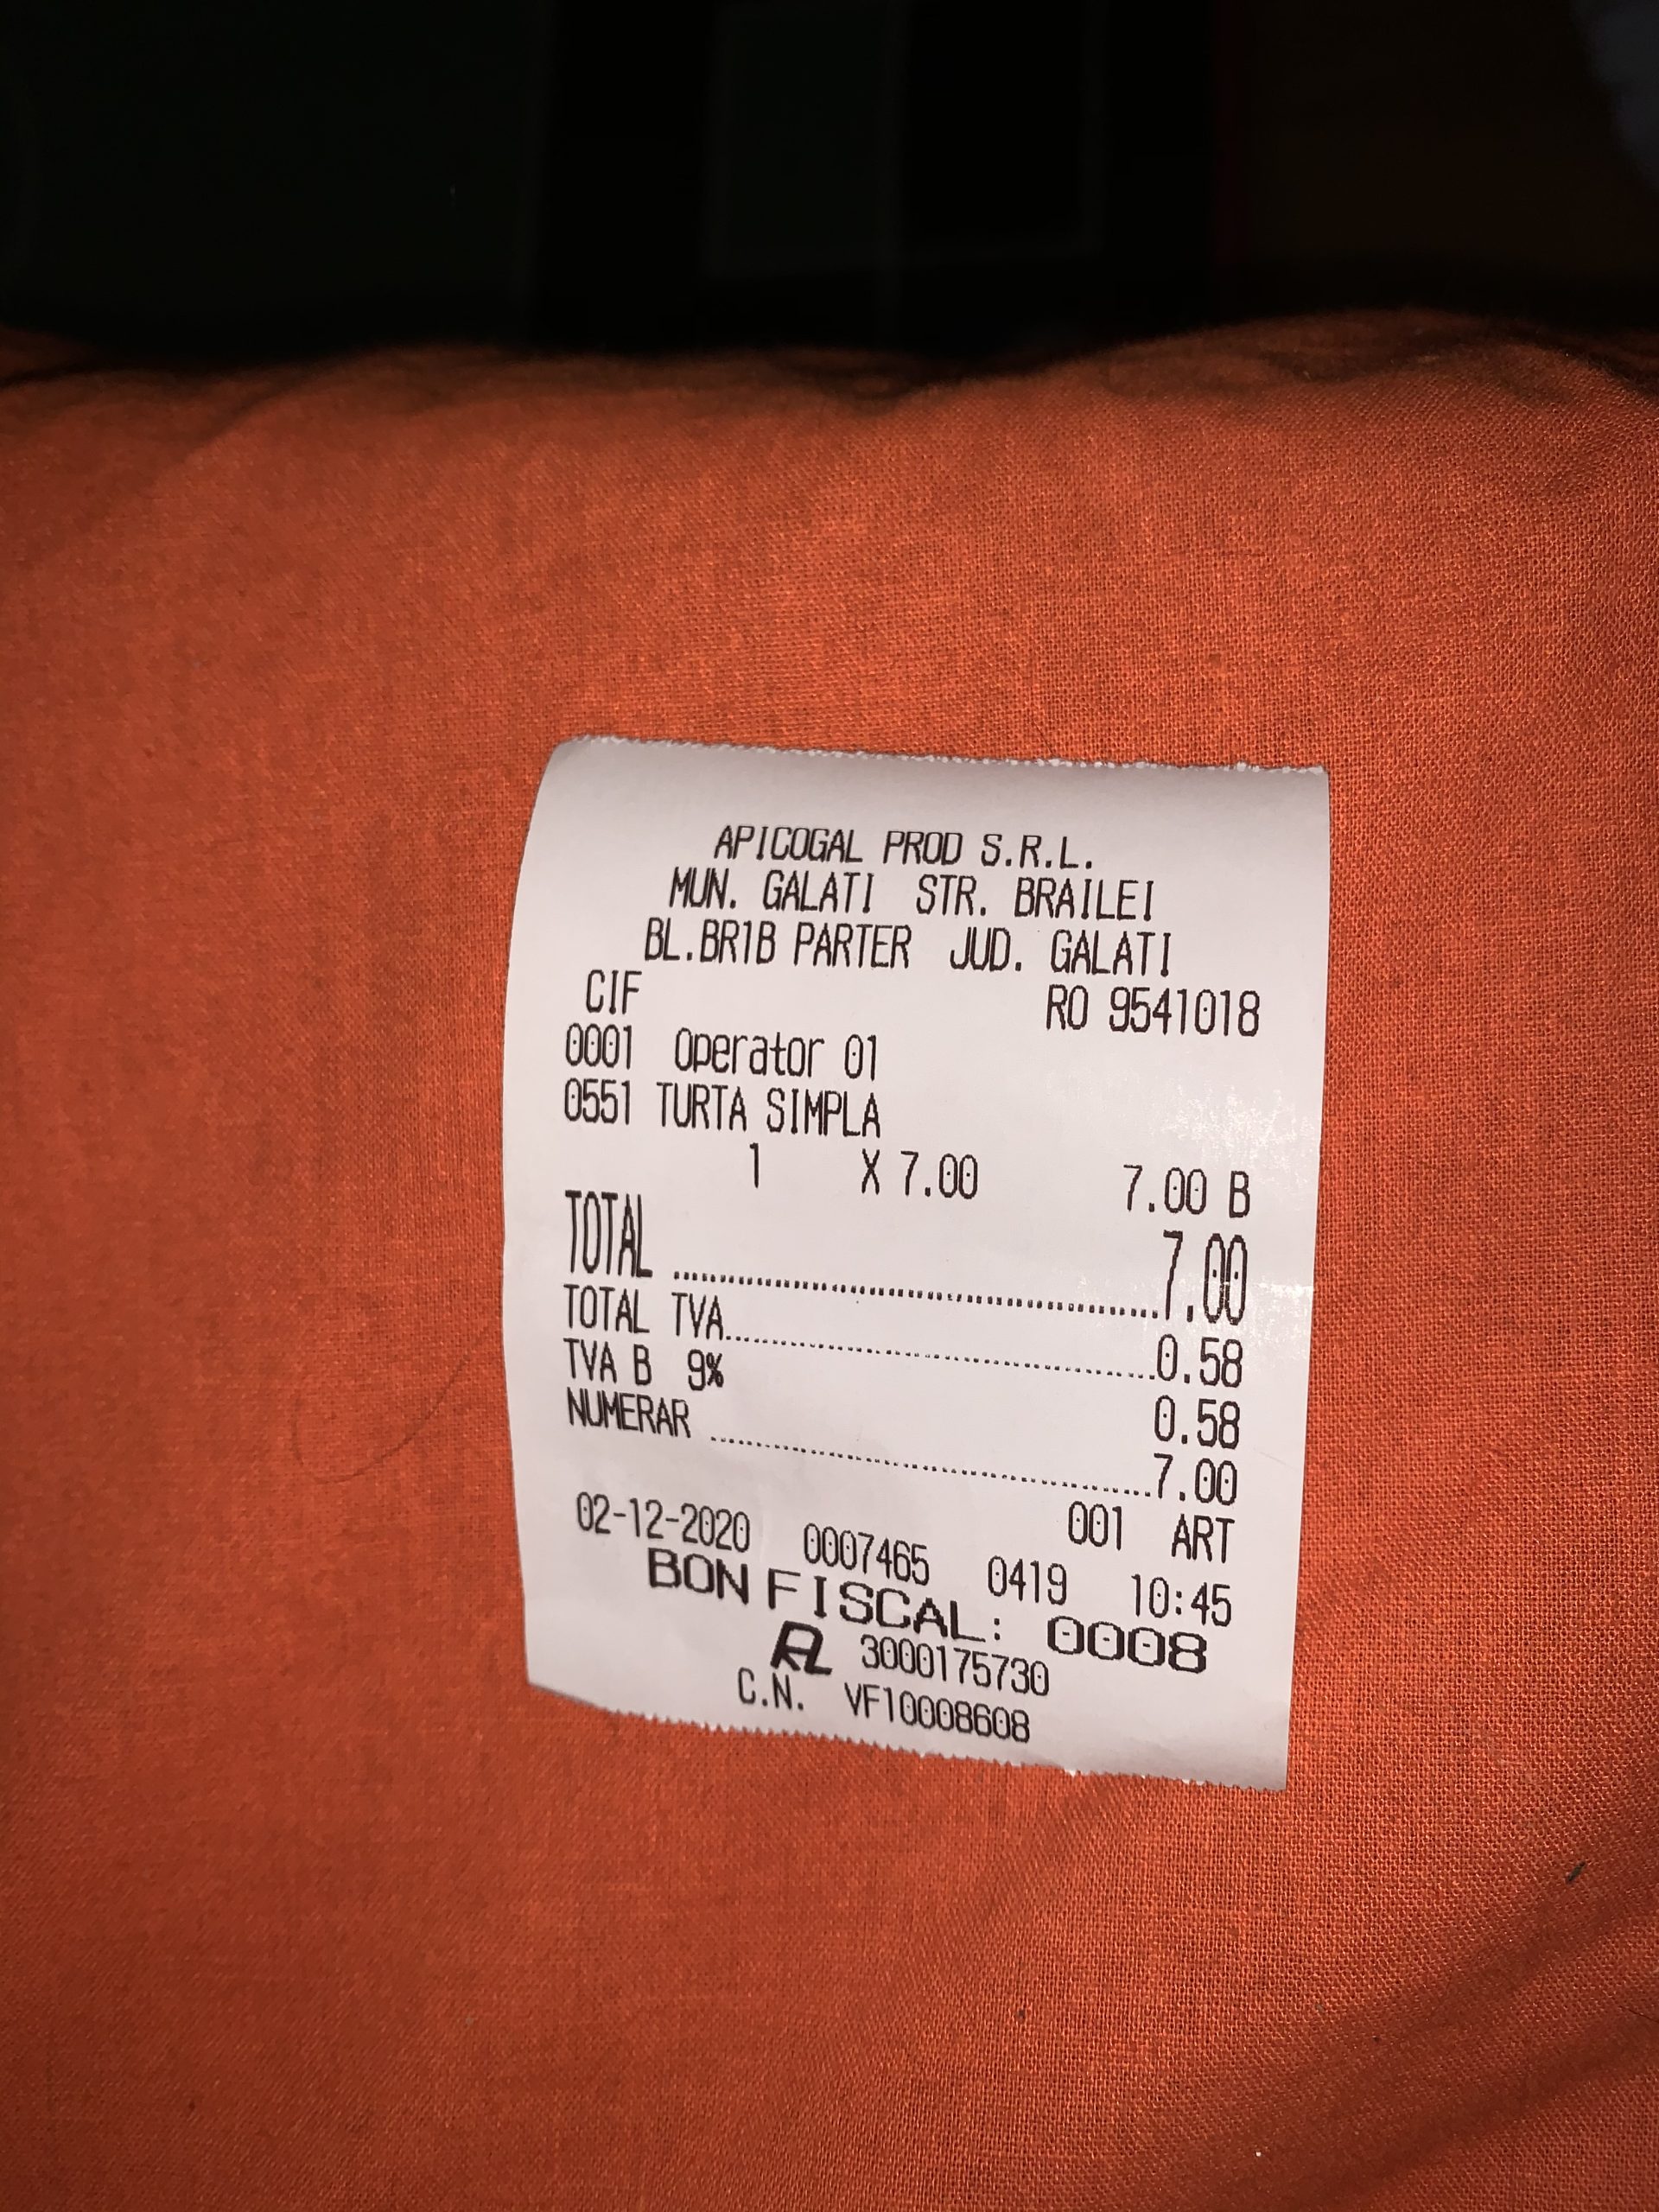 APICOGAL PROD S.R.L.
MUN. GALATI STR. BRAILEI
BL.BR1B PARTER JUD. GALATI
CIF RO 9541018
0001 Operator 01
0551 TURTA SIMPLA
1 X 7.00 7.00 B
TOTAL ........................................7.00
TOTAL TVA........................................0.58
TVA B 9% 0.58
NUMERAR ........................................7.00
001 ART
02-12-2020 0007465 0419 10:45
BON FISCAL: 0008
3000175730
C.N. VF10008608